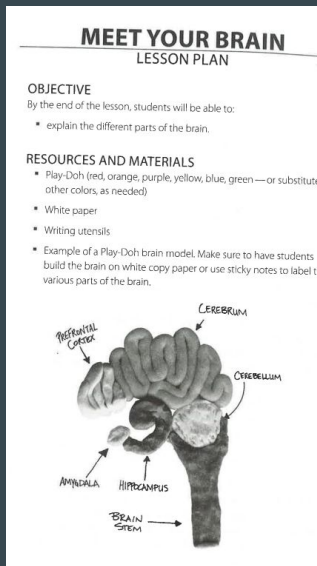 MEET YOUR BRAIN
LESSON PLAN
OBJECTIVE
By the end of the lesson, students will be able to:
▪ explain the different parts of the brain.
RESOURCES AND MATERIALS
▪ Play-Doh (red, orange, purple, yellow, blue, green—or substitute
other colors, as needed)
▪ White paper
▪ Writing utensils
▪ Example of a Play-Doh brain model. Make sure to have students
build the brain on white copy paper or use sticky notes to label
various parts of the brain.
CEREBRUM
PREFRONTAL
CORTEX
CEREBELLUM
AMYGDALA
HIPPOCAMPUS
BRAIN
STEM